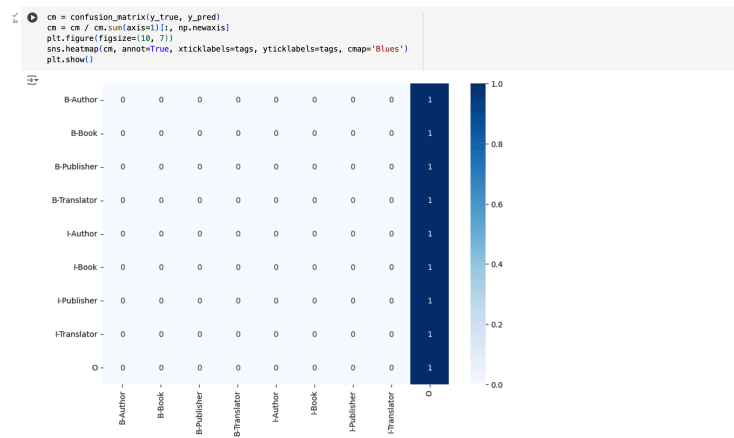 3s
cm = confusion_matrix(y_true, y_pred)
cm = cm / cm.sum(axis=1)[:, np.newaxis]
plt.figure(figsize=(10, 7))
sns.heatmap(cm, annot=True, xticklabels=tags, yticklabels=tags, cmap='Blues')
plt.show()
B-Author 0 0 0 0 0 0 0 0 1
B-Book 0 0 0 0 0 0 0 0 1
B-Publisher 0 0 0 0 0 0 0 0 1
B-Translator 0 0 0 0 0 0 0 0 1
I-Author 0 0 0 0 0 0 0 0 1
I-Book 0 0 0 0 0 0 0 0 1
I-Publisher 0 0 0 0 0 0 0 0 1
I-Translator 0 0 0 0 0 0 0 0 1
O 0 0 0 0 0 0 0 0 1
B-Author B-Book B-Publisher B-Translator I-Author I-Book I-Publisher I-Translator O
1.0
0.8
0.6
0.4
0.2
0.0